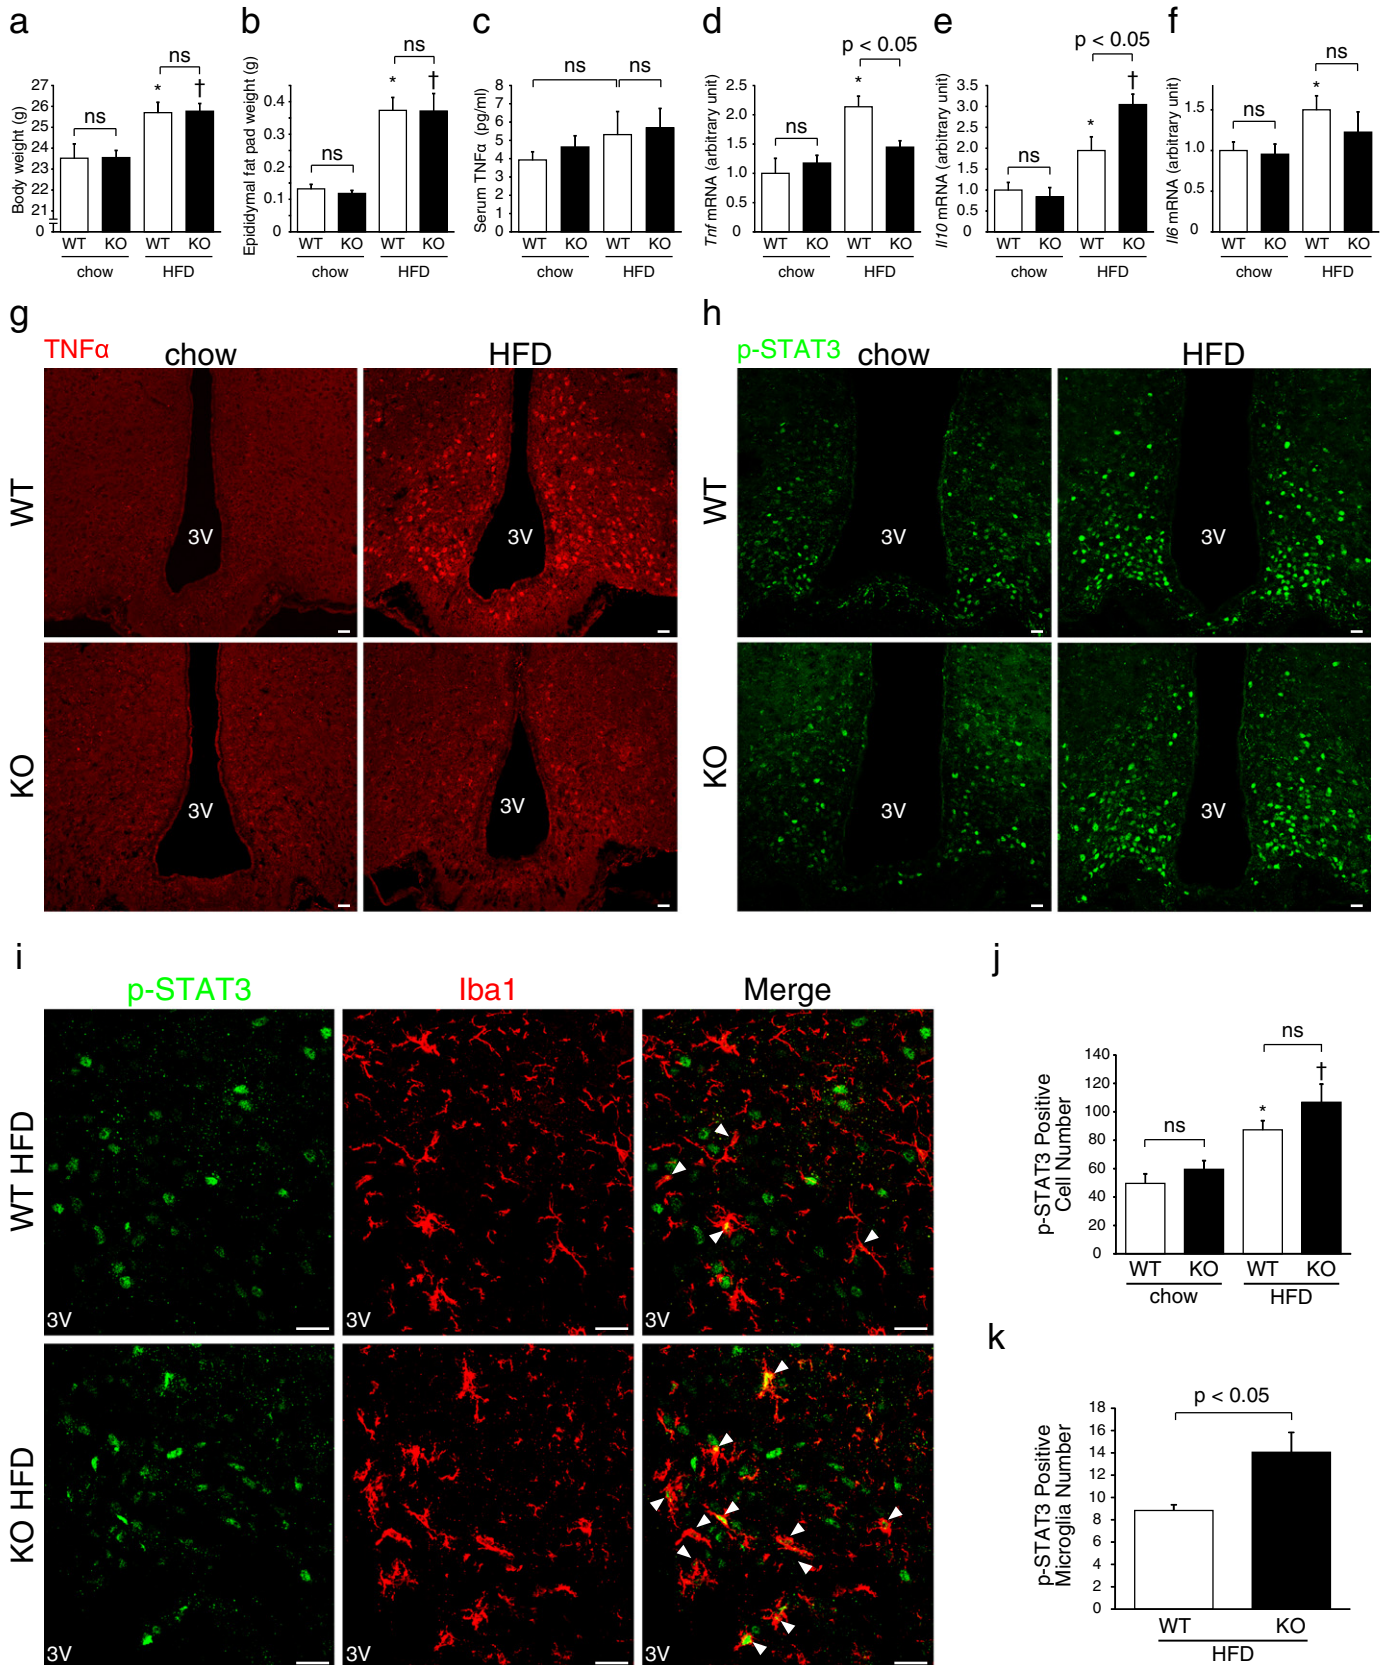 a
ns
ns
*
†
Body weight (g)
27
26
25
24
23
22
21
0
WT KO WT KO
chow HFD
b
ns
ns
*
†
Epididymal fat pad weight (g)
0.4
0.3
0.2
0.1
0
WT KO WT KO
chow HFD
c
ns ns
Serum TNFα (pg/ml)
8
7
6
5
4
3
2
1
0
WT KO WT KO
chow HFD
d
p < 0.05
ns
*
Tnf mRNA (arbitrary unit)
2.5
2.0
1.5
1.0
0.5
0
WT KO WT KO
chow HFD
e
p < 0.05
ns
*
†
Il10 mRNA (arbitrary unit)
3.5
3.0
2.5
2.0
1.5
1.0
0.5
0
WT KO WT KO
chow HFD
f
ns
ns
*
Il6 mRNA (arbitrary unit)
1.5
1.0
0.5
0
WT KO WT KO
chow HFD
g
TNFα chow HFD
WT
3V 3V
KO
3V 3V
h
p-STAT3 chow HFD
WT
3V 3V
KO
3V 3V
i
p-STAT3 Iba1 Merge
WT HFD
3V 3V 3V
KO HFD
3V 3V 3V
j
ns
ns
*
†
p-STAT3 Positive
Cell Number
140
120
100
80
60
40
20
0
WT KO WT KO
chow HFD
k
p < 0.05
p-STAT3 Positive
Microglia Number
18
16
14
12
10
8
6
4
2
0
WT KO
HFD